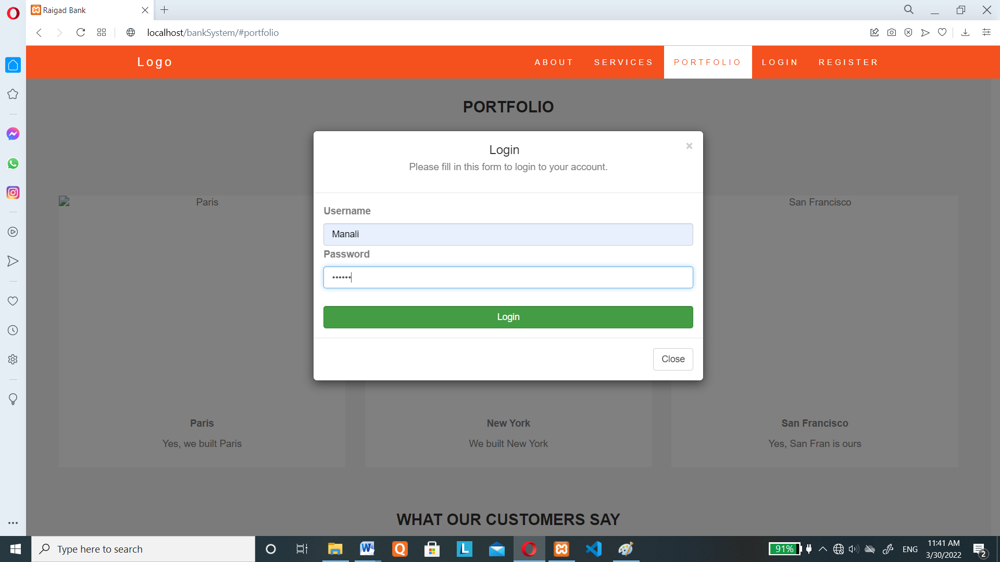 Raigad Bank
localhost/bankSystem/#portfolio
Logo
ABOUT SERVICES PORTFOLIO LOGIN REGISTER
PORTFOLIO
Login
×
Please fill in this form to login to your account.
Paris
San Francisco
Username
Manali
Password
••••••
Login
Close
Paris
New York
San Francisco
Yes, we built Paris
We built New York
Yes, San Fran is ours
WHAT OUR CUSTOMERS SAY
Type here to search
W
Q
L
91%
ENG
11:41 AM
3/30/2022
2